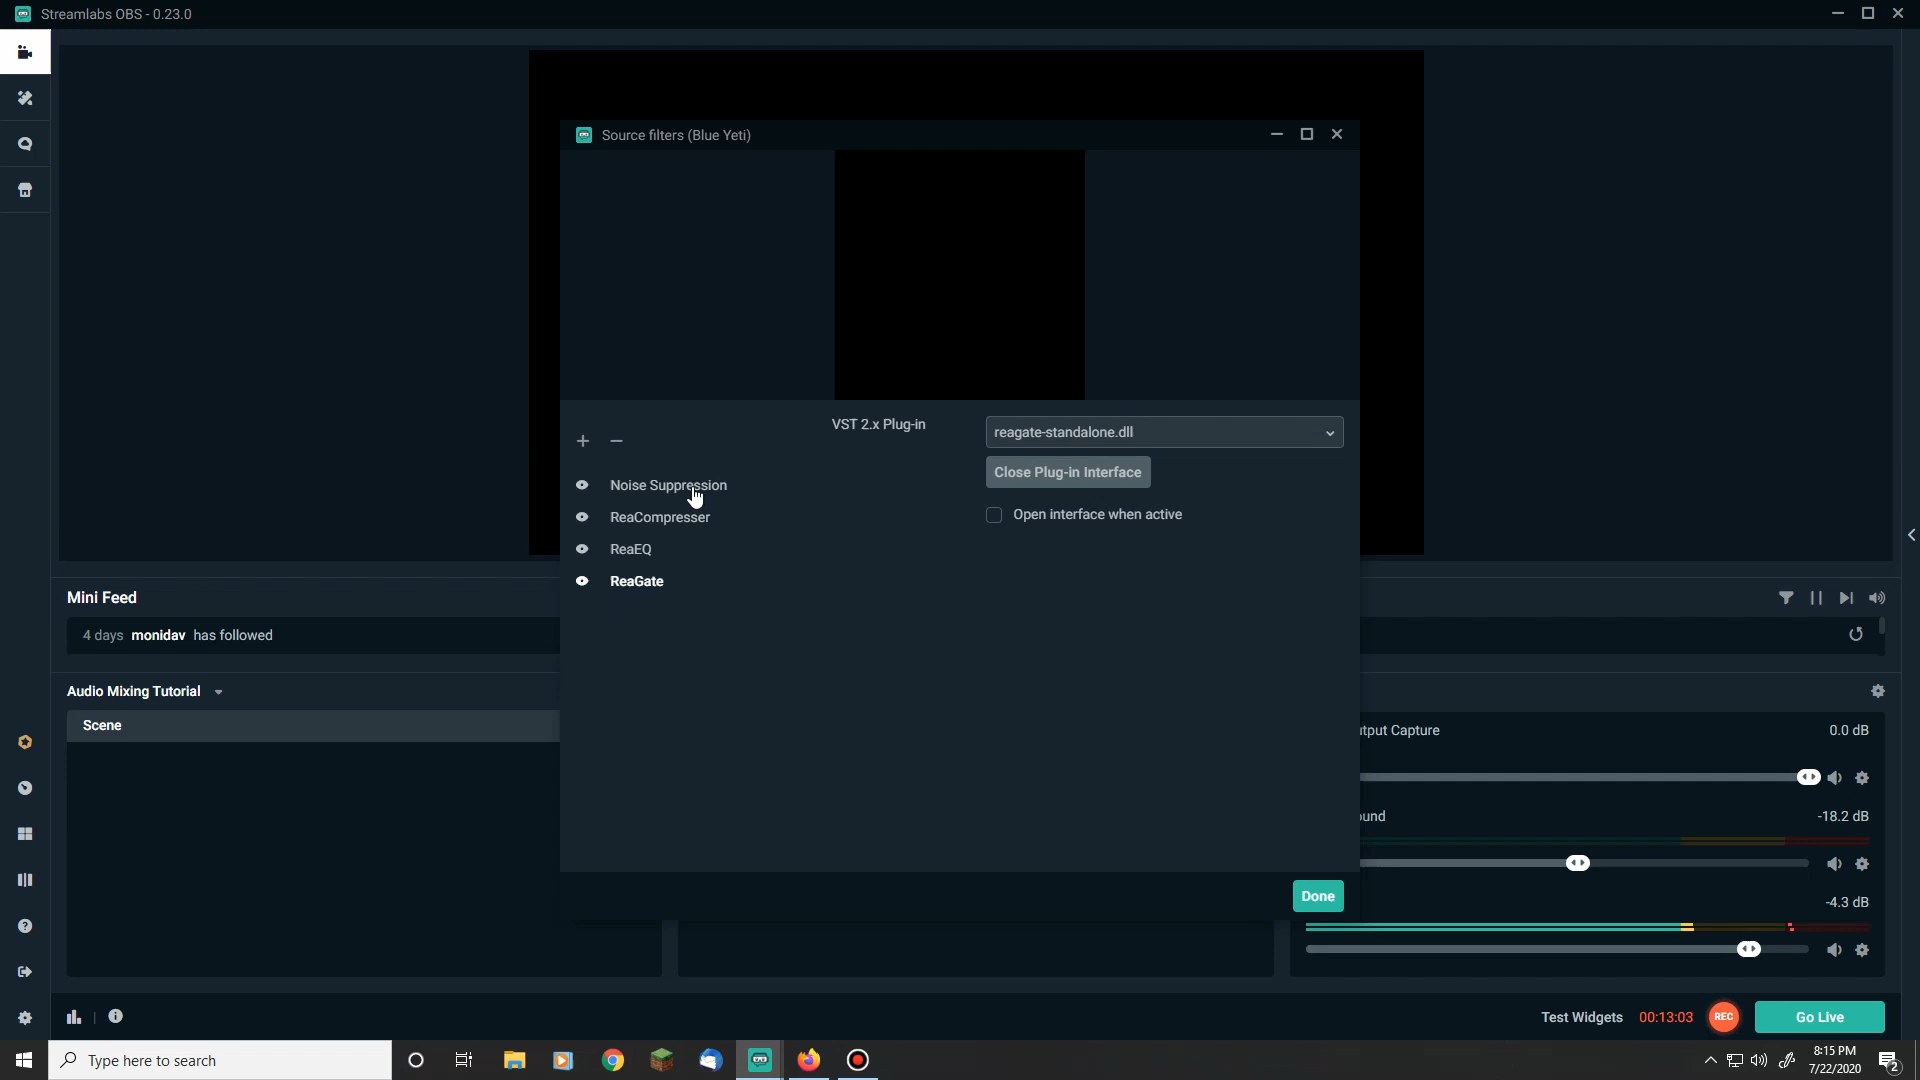 Streamlabs OBS - 0.23.0
Source filters (Blue Yeti)
VST 2.x Plug-in
reagate-standalone.dll
Close Plug-in Interface
Open interface when active
Noise Suppression
ReaCompresser
ReaEQ
ReaGate
Done
Mini Feed
4 days monidav has followed
Audio Mixing Tutorial
Scene
tput Capture
0.0 dB
und
-18.2 dB
-4.3 dB
Test Widgets
00:13:03
REC
Go Live
Type here to search
8:15 PM
7/22/2020
2